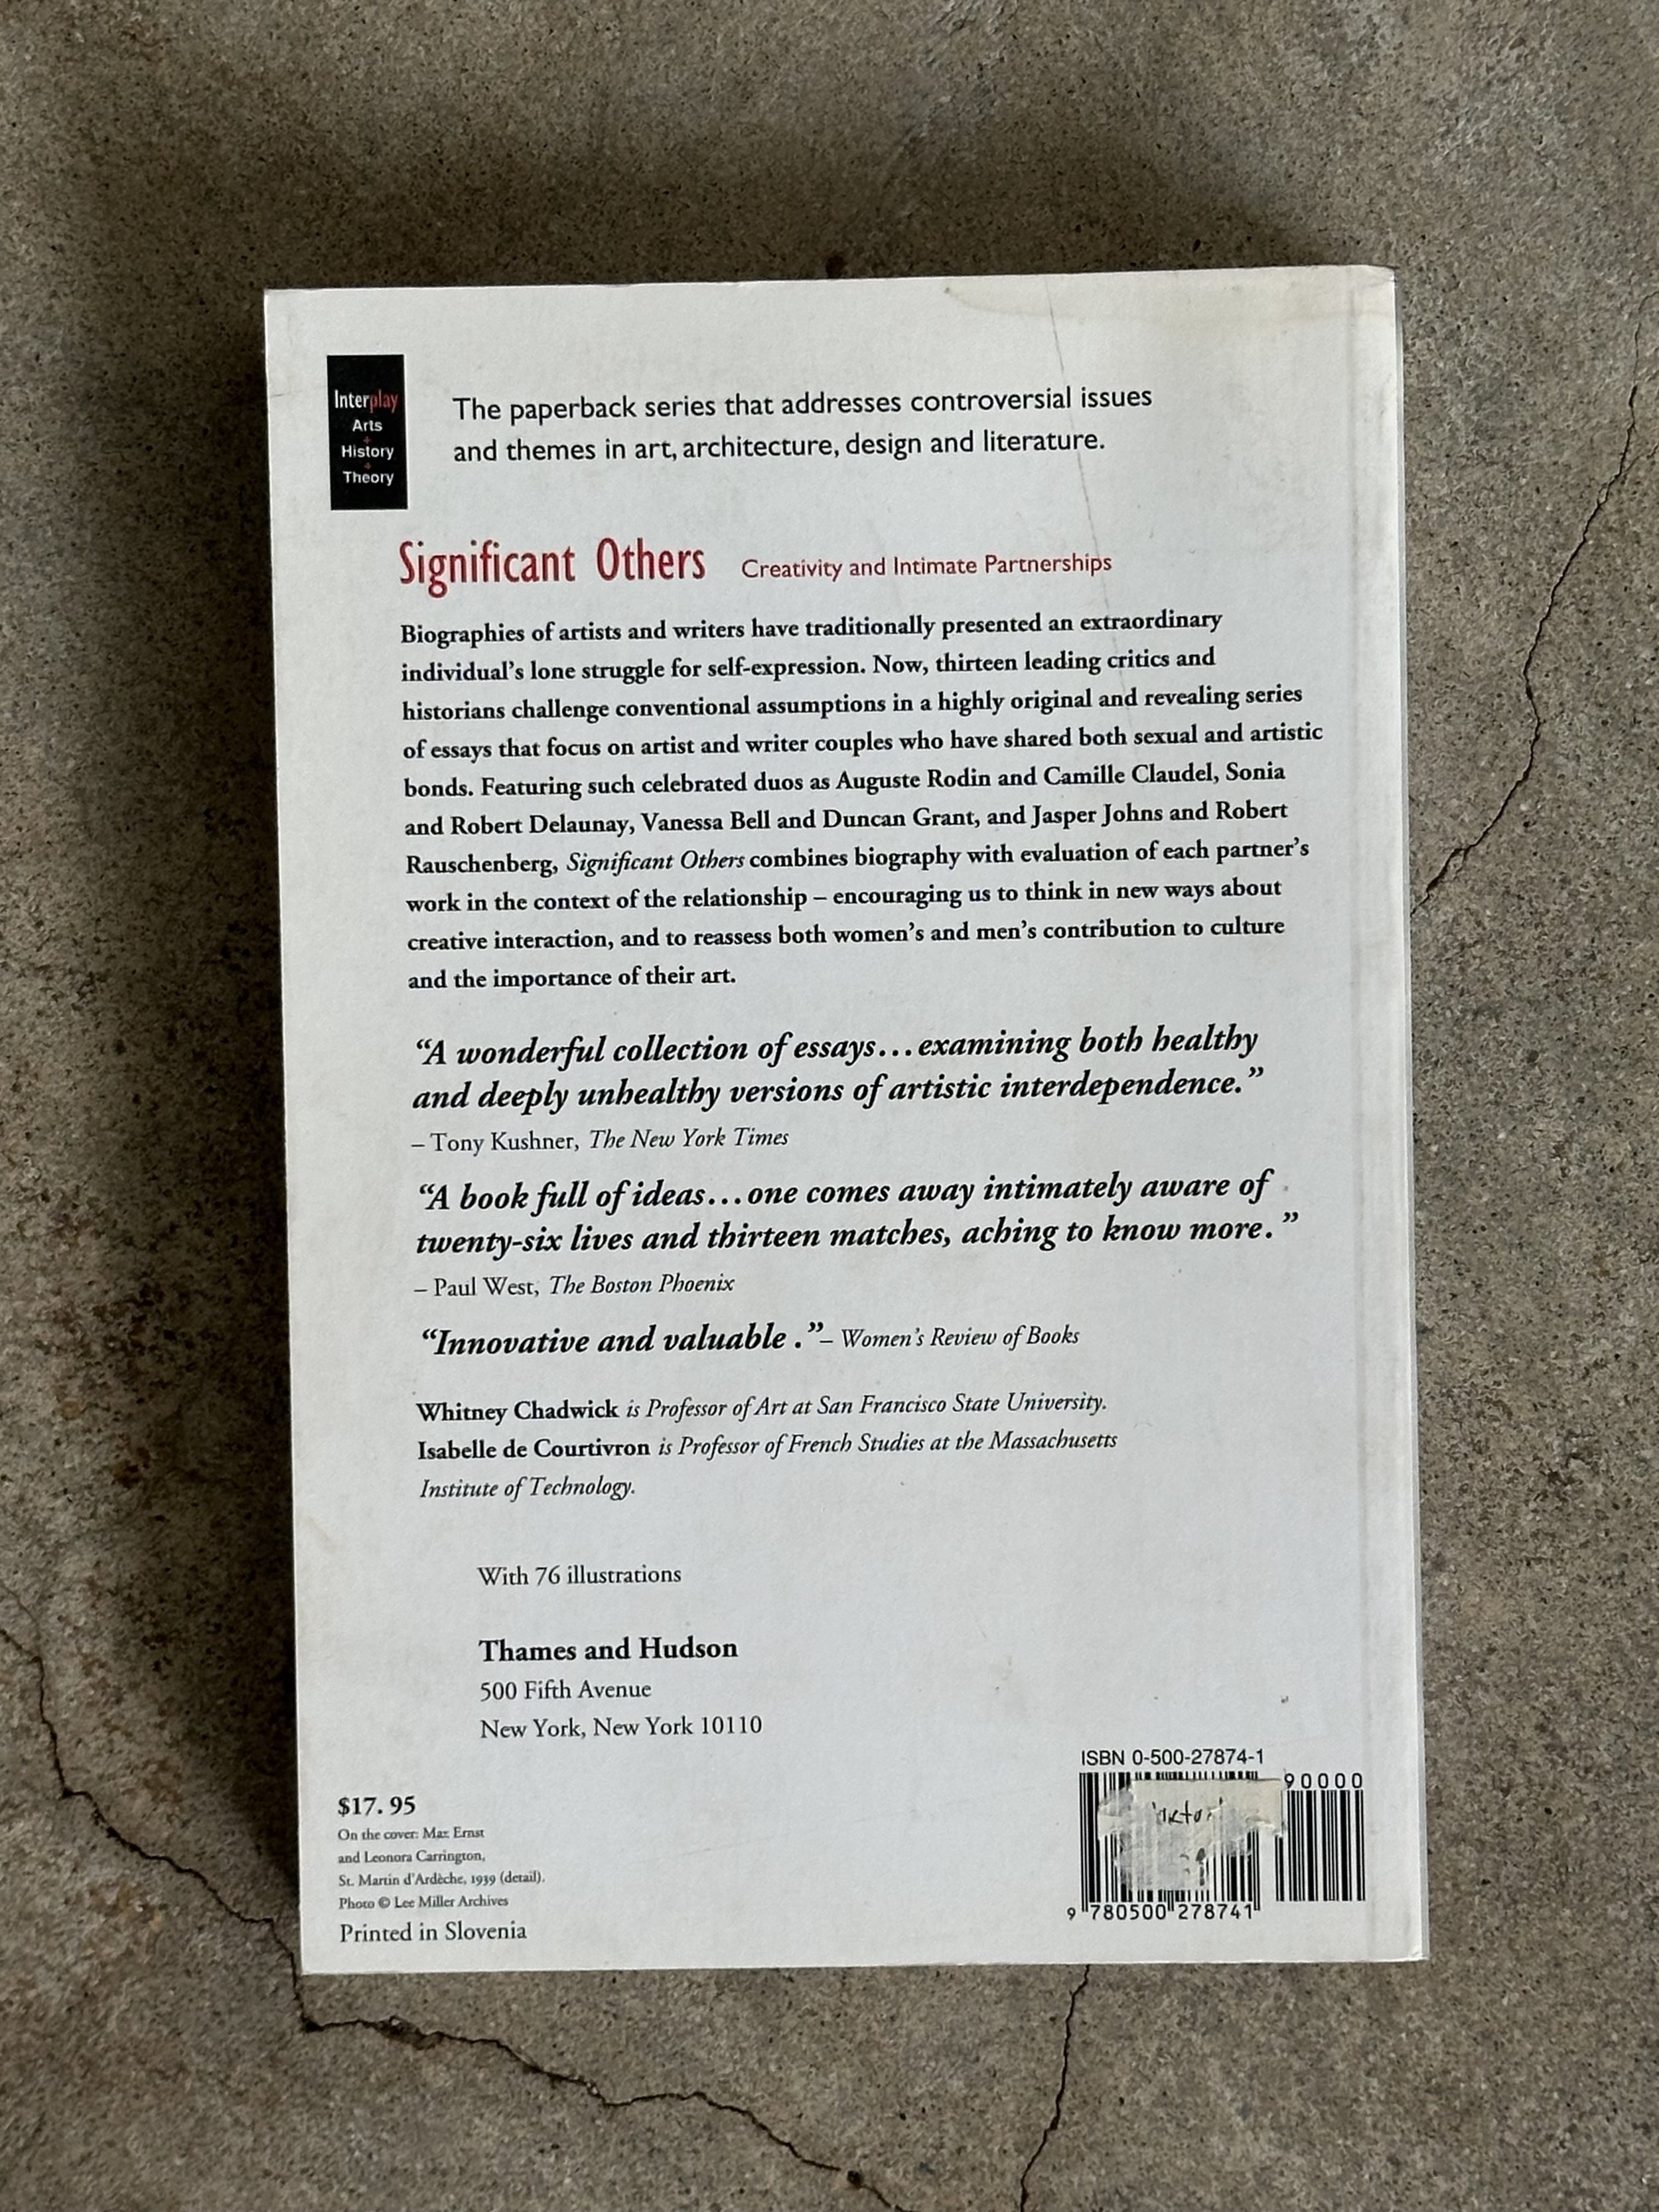 Interplay
Arts
+
History
+
Theory
The paperback series that addresses controversial issues
and themes in art, architecture, design and literature.
Significant Others Creativity and Intimate Partnerships
Biographies of artists and writers have traditionally presented an extraordinary
individual's lone struggle for self-expression. Now, thirteen leading critics and
historians challenge conventional assumptions in a highly original and revealing series
of essays that focus on artist and writer couples who have shared both sexual and artistic
bonds. Featuring such celebrated duos as Auguste Rodin and Camille Claudel, Sonia
and Robert Delaunay, Vanessa Bell and Duncan Grant, and Jasper Johns and Robert
Rauschenberg, Significant Others combines biography with evaluation of each partner's
work in the context of the relationship – encouraging us to think in new ways about
creative interaction, and to reassess both women's and men's contribution to culture
and the importance of their art.
“A wonderful collection of essays...examining both healthy
and deeply unhealthy versions of artistic interdependence.”
– Tony Kushner, The New York Times
“A book full of ideas...one comes away intimately aware of
twenty-six lives and thirteen matches, aching to know more.”
– Paul West, The Boston Phoenix
“Innovative and valuable .”– Women's Review of Books
Whitney Chadwick is Professor of Art at San Francisco State University.
Isabelle de Courtivron is Professor of French Studies at the Massachusetts
Institute of Technology.
With 76 illustrations
Thames and Hudson
500 Fifth Avenue
New York, New York 10110
$17.95
On the cover: Max Ernst
and Leonora Carrington,
St. Martin d'Ardèche, 1939 (detail).
Photo © Lee Miller Archives
Printed in Slovenia
ISBN 0-500-27874-1
90000
9 780500 278741